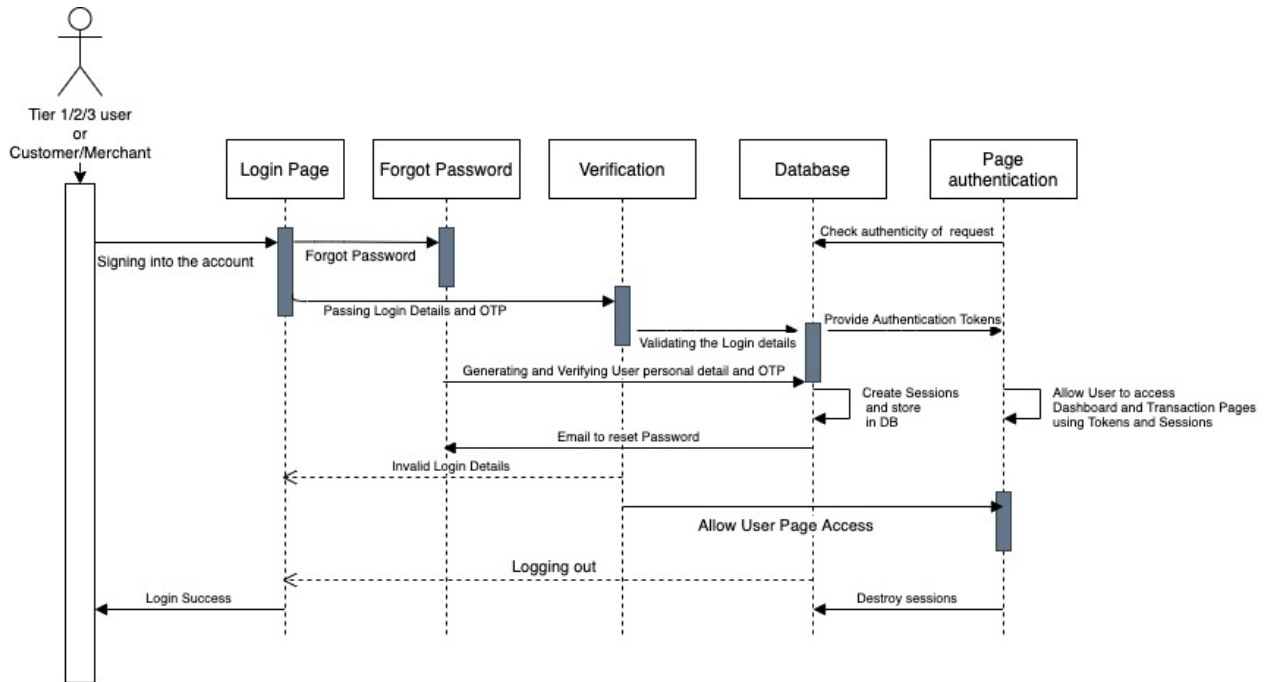 Tier 1/2/3 user
or
Customer/Merchant
Login Page
Forgot Password
Verification
Database
Page
authentication
Check authenticity of request
Signing into the account
Forgot Password
Passing Login Details and OTP
Provide Authentication Tokens
Validating the Login details
Generating and Verifying User personal detail and OTP
Create Sessions
and store
in DB
Allow User to access
Dashboard and Transaction Pages
using Tokens and Sessions
Email to reset Password
Invalid Login Details
Allow User Page Access
Logging out
Login Success
Destroy sessions